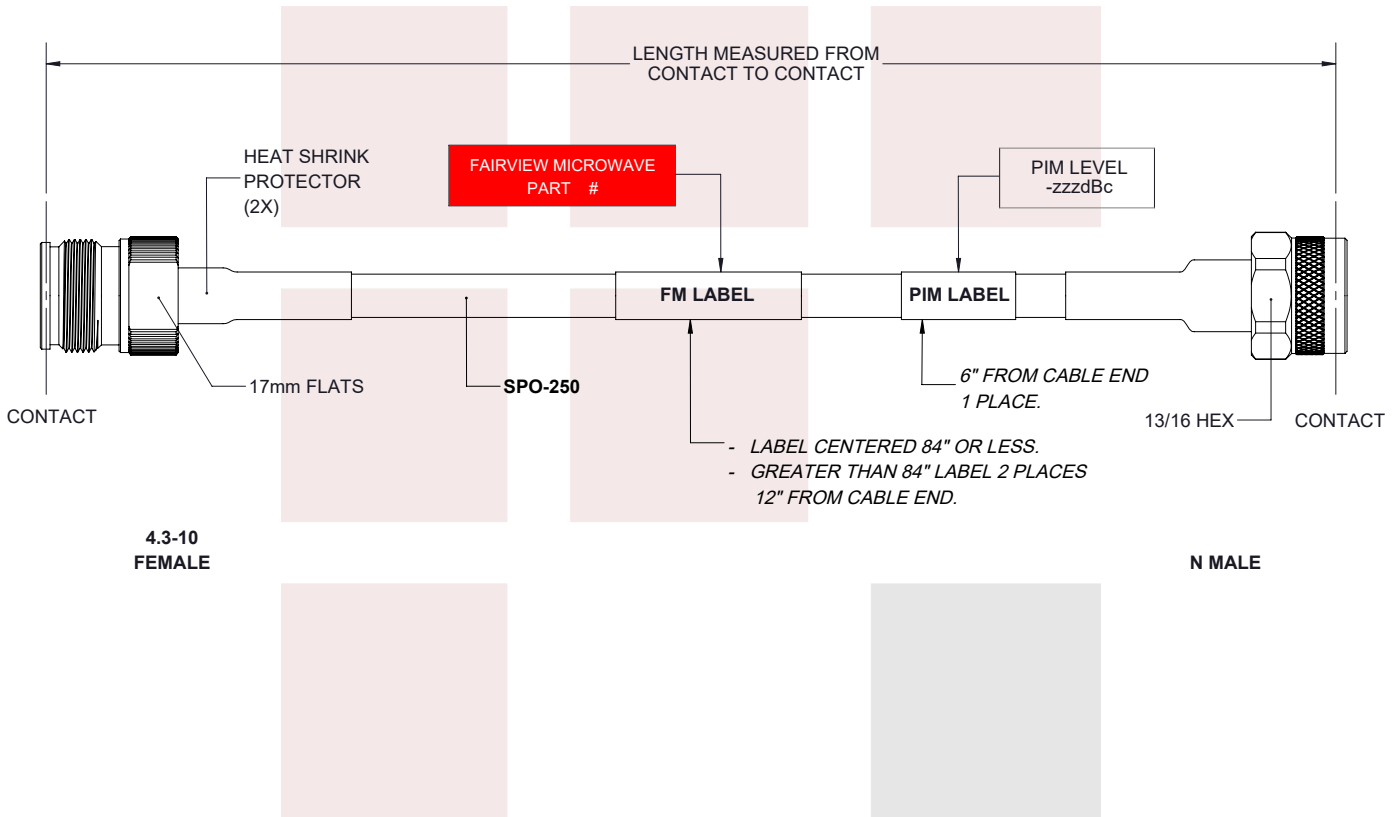 LENGTH MEASURED FROM
CONTACT TO CONTACT
HEAT SHRINK
PROTECTOR
(2X)
FAIRVIEW MICROWAVE
PART #
PIM LEVEL
-zzzdBc
FM LABEL
PIM LABEL
17mm FLATS
SPO-250
6" FROM CABLE END
1 PLACE.
CONTACT
13/16 HEX
CONTACT
- LABEL CENTERED 84" OR LESS.
- GREATER THAN 84" LABEL 2 PLACES
12" FROM CABLE END.
4.3-10
FEMALE
N MALE